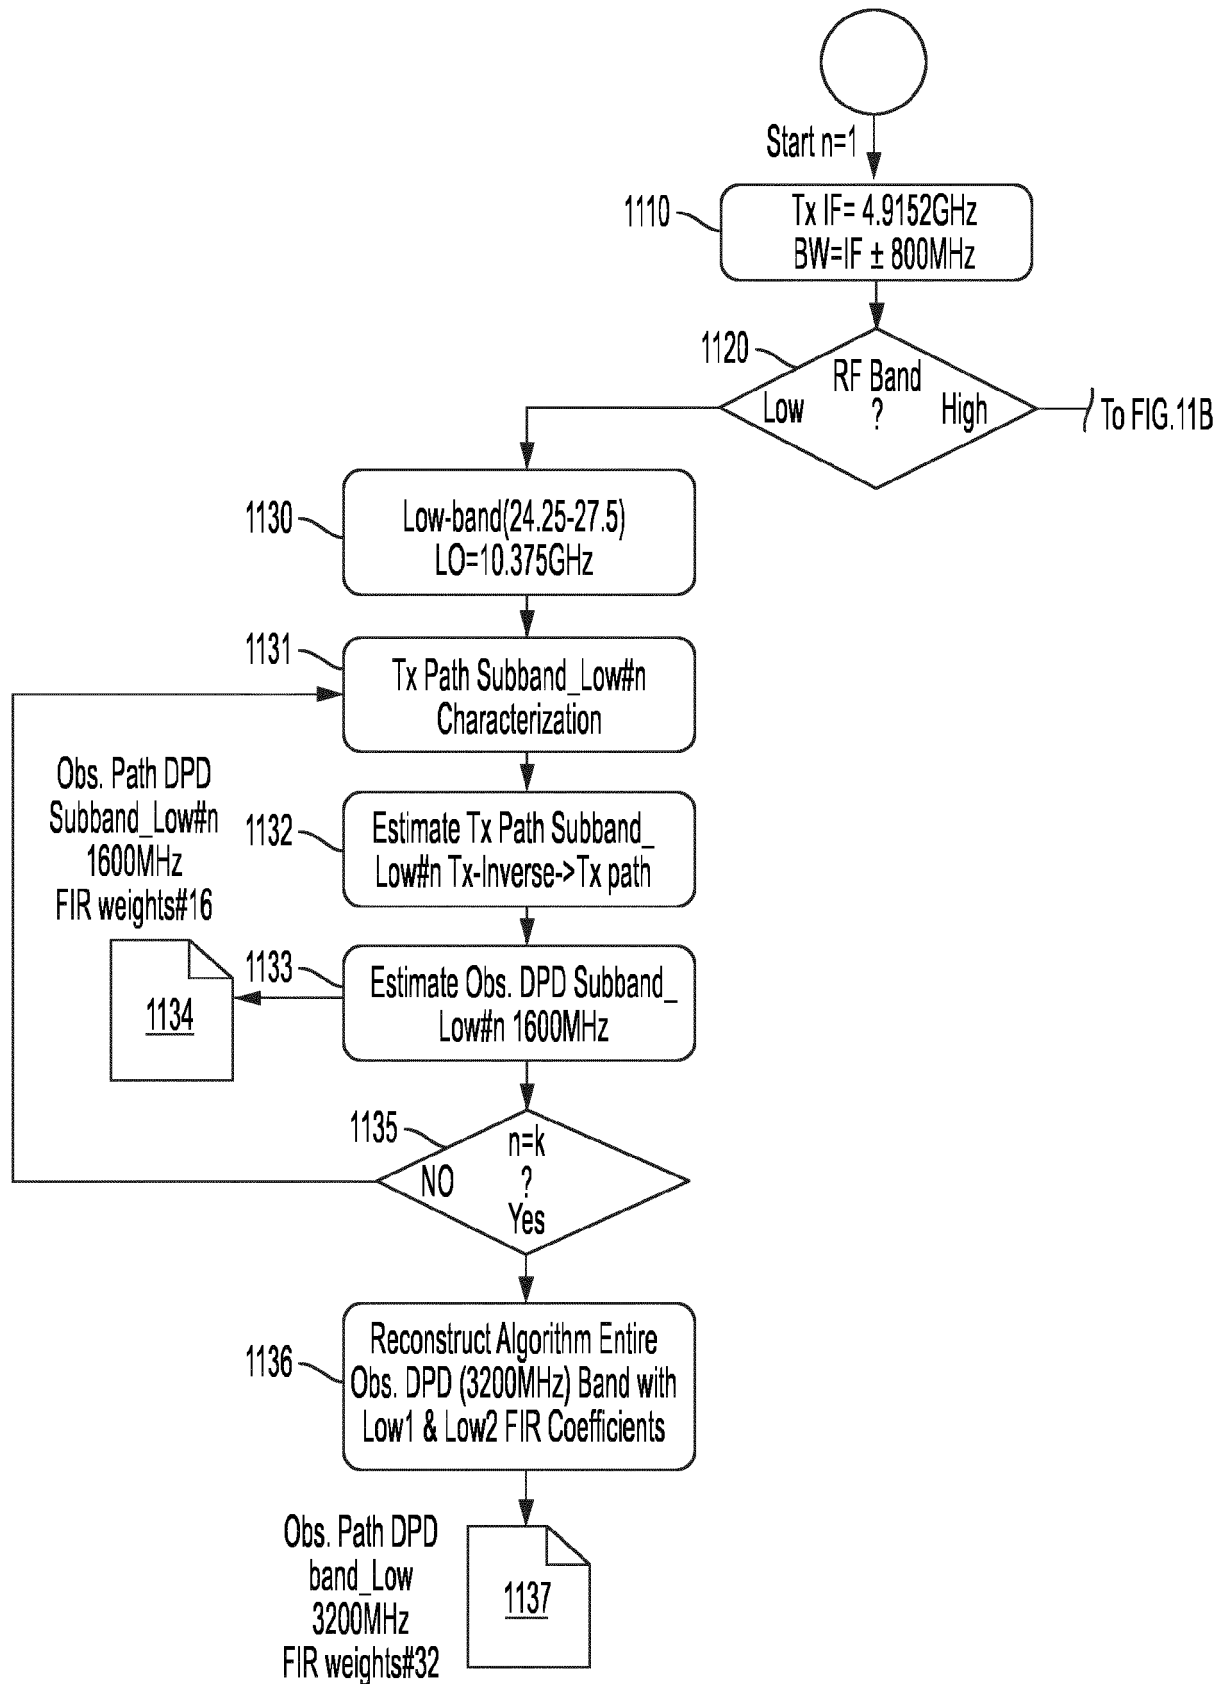 Start n=1
1110
Tx IF= 4.9152GHz
BW=IF ± 800MHz
1120
RF Band
Low
?
High
To FIG.11B
1130
Low-band(24.25-27.5)
LO=10.375GHz
1131
Tx Path Subband_Low#n
Characterization
Obs. Path DPD
Subband_Low#n
1600MHz
FIR weights#16
1132
Estimate Tx Path Subband_
Low#n Tx-Inverse->Tx path
1133
Estimate Obs. DPD Subband_
Low#n 1600MHz
1134
1135
n=k
NO
?
Yes
1136
Reconstruct Algorithm Entire
Obs. DPD (3200MHz) Band with
Low1 & Low2 FIR Coefficients
Obs. Path DPD
band_Low
3200MHz
FIR weights#32
1137